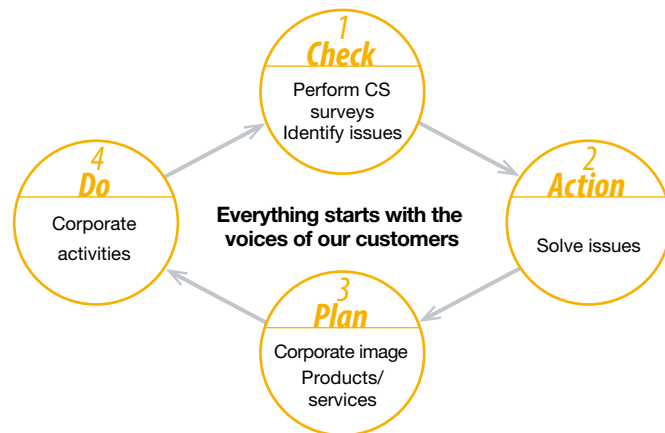 1
Check
Perform CS
surveys
Identify issues
2
Action
Solve issues
3
Plan
Corporate image
Products/
services
4
Do
Corporate
activities
Everything starts with the
voices of our customers